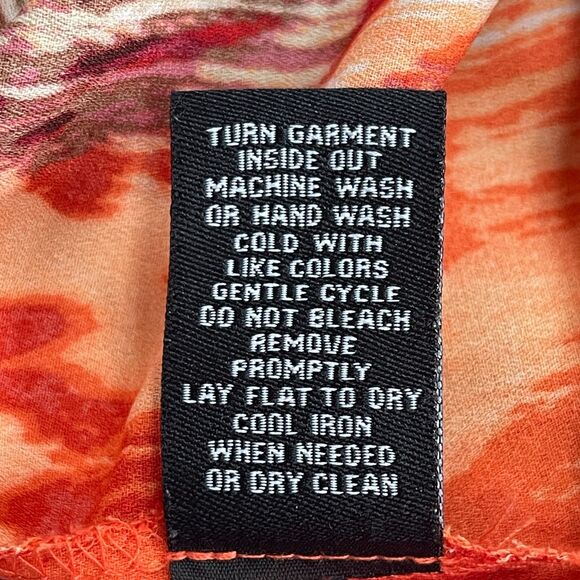 TURN GARMENT
INSIDE OUT
MACHINE WASH
OR HAND WASH
COLD WITH
LIKE COLORS
GENTLE CYCLE
DO NOT BLEACH
REMOVE
PROMPTLY
LAY FLAT TO DRY
COOL IRON
WHEN NEEDED
OR DRY CLEAN